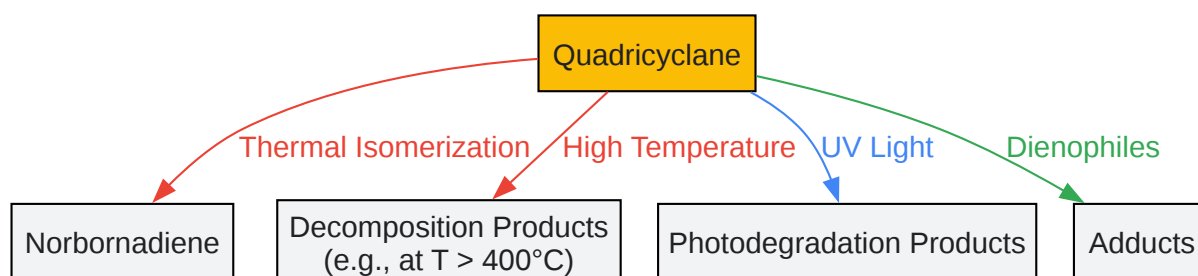 Quadricyclane
Thermal Isomerization
High Temperature
UV Light
Dienophiles
Norbornadiene
Decomposition Products
(e.g., at T > 400°C)
Photodegradation Products
Adducts